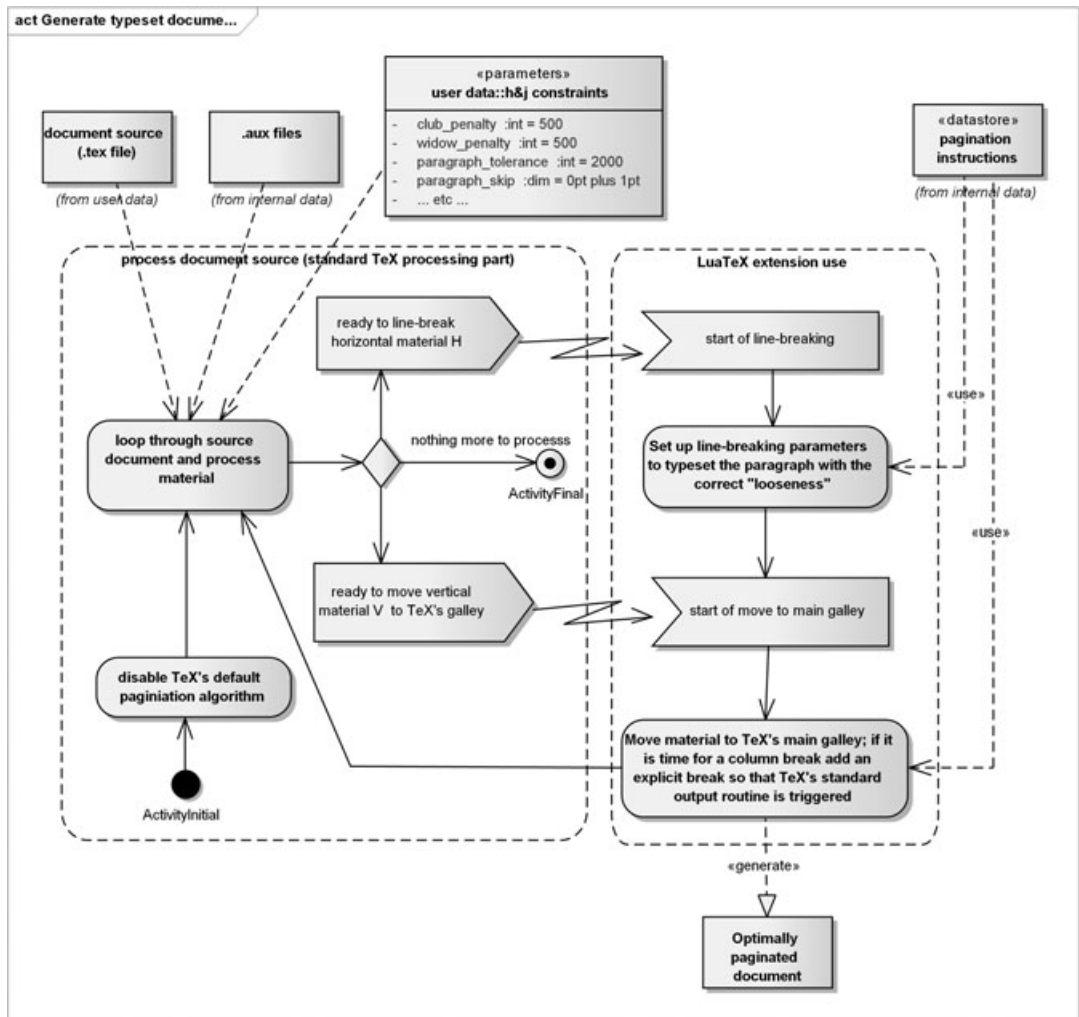 act Generate typeset docume...
«parameters»
user data::h&j constraints
- club_penalty :int = 500
- widow_penalty :int = 500
- paragraph_tolerance :int = 2000
- paragraph_skip :dim = 0pt plus 1pt
- ... etc ...
document source
(.tex file)
(from user data)
.aux files
(from internal data)
«datastore»
pagination
instructions
(from internal data)
process document source (standard TeX processing part)
LuaTeX extension use
ready to line-break
horizontal material H
start of line-breaking
«use»
loop through source
document and process
material
nothing more to processs
ActivityFinal
Set up line-breaking parameters
to typeset the paragraph with the
correct "looseness"
«use»
ready to move vertical
material V to TeX's galley
start of move to main galley
disable TeX's default
paginiation algorithm
ActivityInitial
Move material to TeX's main galley; if it
is time for a column break add an
explicit break so that TeX's standard
output routine is triggered
«generate»
Optimally
paginated
document